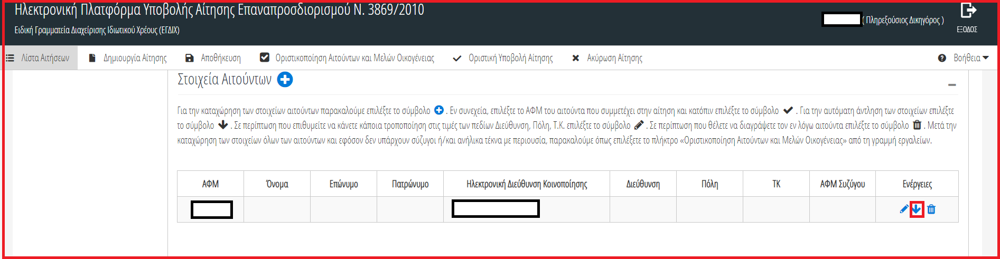 Ηλεκτρονική Πλατφόρμα Υποβολής Αίτησης Επαναπροσδιορισμού Ν. 3869/2010
Ειδική Γραμματεία Διαχείρισης Ιδιωτικού Χρέους (ΕΓΔΙΧ)
( Πληρεξούσιος Δικηγόρος )
ΕΞΟΔΟΣ
Λίστα Αιτήσεων Δημιουργία Αίτησης Αποθήκευση Οριστικοποίηση Αιτούντων και Μελών Οικογένειας Οριστική Υποβολή Αίτησης Ακύρωση Αίτησης Βοήθεια
Στοιχεία Αιτούντων
Για την καταχώρηση των στοιχείων αιτούντων παρακαλούμε επιλέξτε το σύμβολο . Εν συνεχεία, επιλέξτε το ΑΦΜ του αιτούντα που συμμετέχει στην αίτηση και κατόπιν επιλέξτε το σύμβολο . Για την αυτόματη άντληση των στοιχείων επιλέξτε
το σύμβολο . Σε περίπτωση που επιθυμείτε να κάνετε κάποια τροποποίηση στις τιμές των πεδίων Διεύθυνση, Πόλη, Τ.Κ. επιλέξτε το σύμβολο . Σε περίπτωση που θέλετε να διαγράψετε τον εν λόγω αιτούντα επιλέξτε το σύμβολο . Μετά την
καταχώρηση των στοιχείων όλων των αιτούντων και εφόσον δεν υπάρχουν σύζυγοι ή/και ανήλικα τέκνα με περιουσία, παρακαλούμε όπως επιλέξετε το πλήκτρο «Οριστικοποίηση Αιτούντων και Μελών Οικογένειας» από τη γραμμή εργαλείων.
ΑΦΜ Όνομα Επώνυμο Πατρώνυμο Ηλεκτρονική Διεύθυνση Κοινοποίησης Διεύθυνση Πόλη ΤΚ ΑΦΜ Συζύγου Ενέργειες